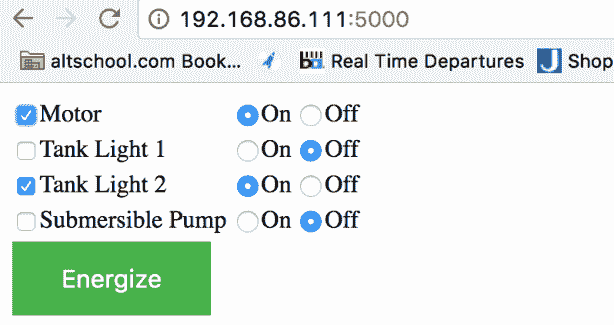 192.168.86.111:5000
altschool.com Book... Real Time Departures Shop
Motor On Off
Tank Light 1 On Off
Tank Light 2 On Off
Submersible Pump On Off
Energize